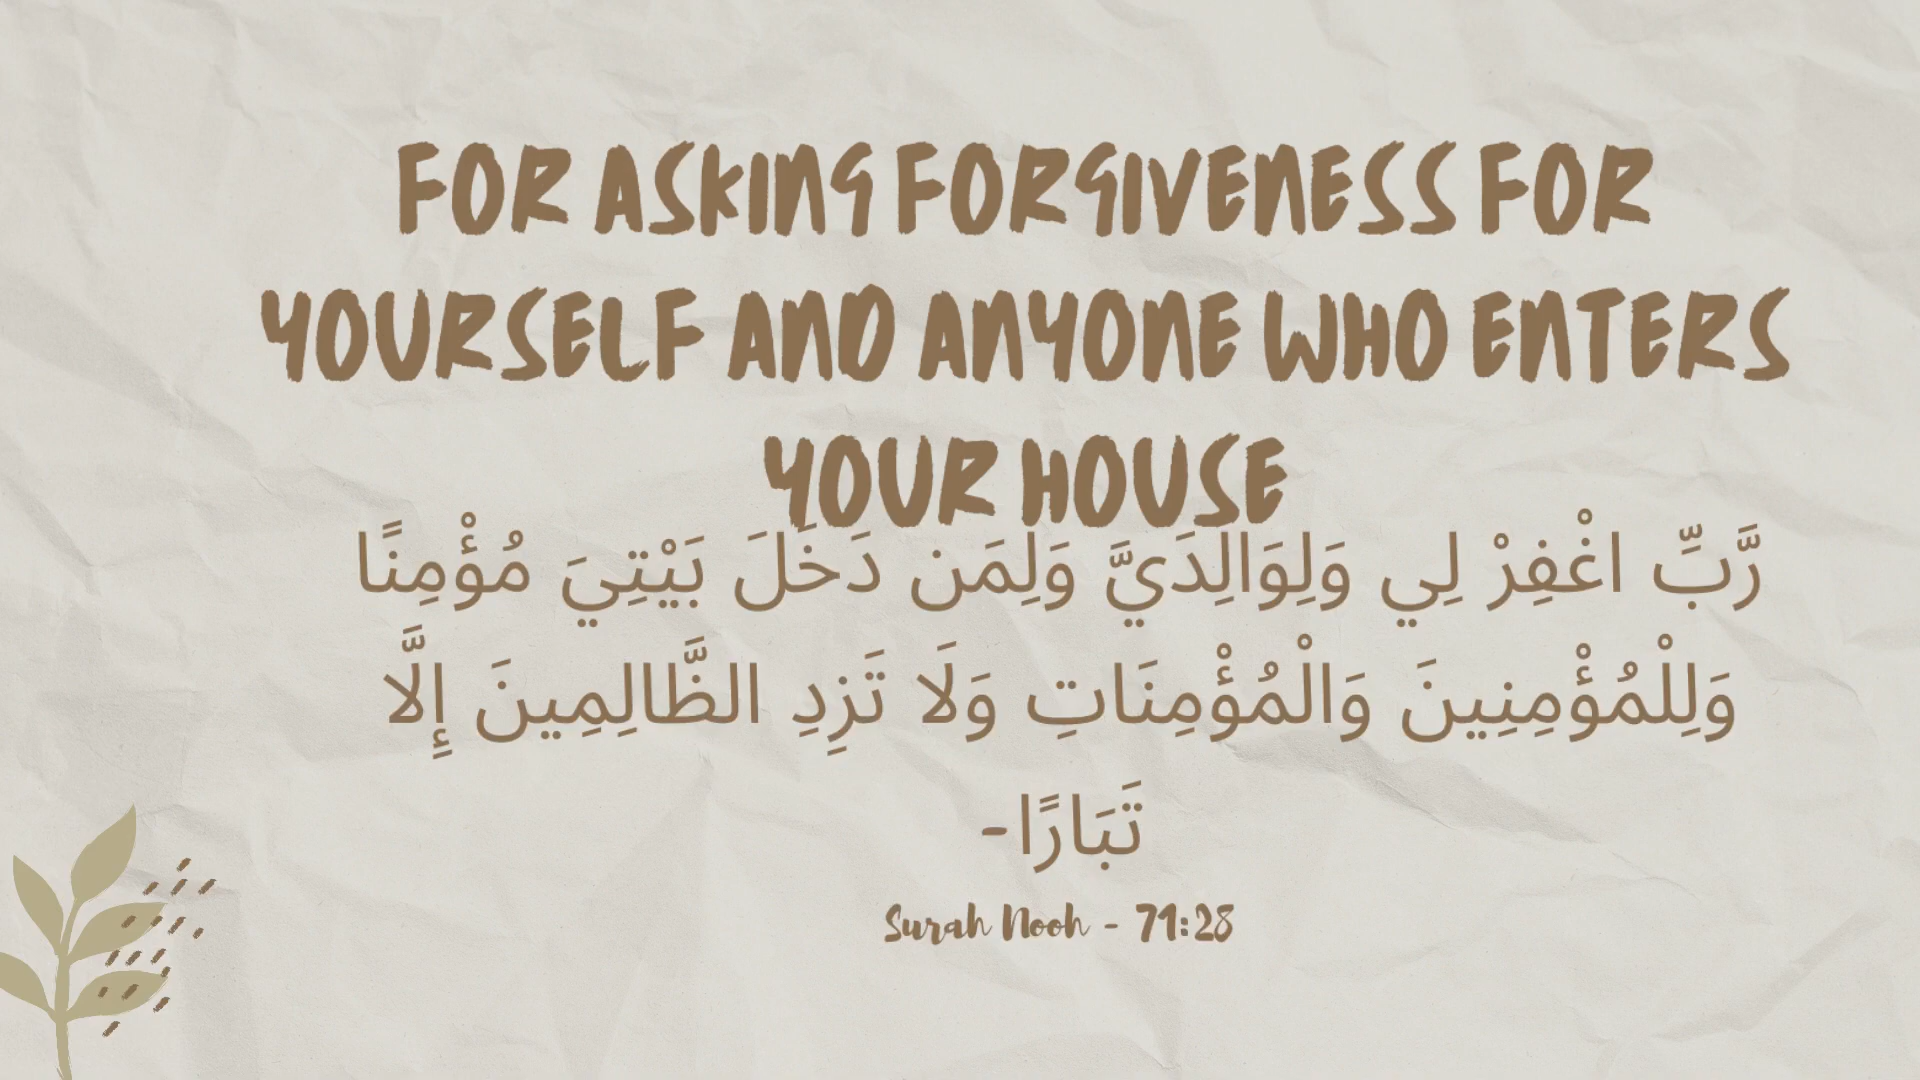 FOR ASKING FORGIVENESS FOR
YOURSELF AND ANYONE WHO ENTERS
YOUR HOUSE
رَّبِّ اغْفِرْ لِي وَلِوَالِدَيَّ وَلِمَن دَخَلَ بَيْتِيَ مُؤْمِنًا
وَلِلْمُؤْمِنِينَ وَالْمُؤْمِنَاتِ وَلَا تَزِدِ الظَّالِمِينَ إِلَّا
تَبَارًا-
Surah Nooh - 71:28